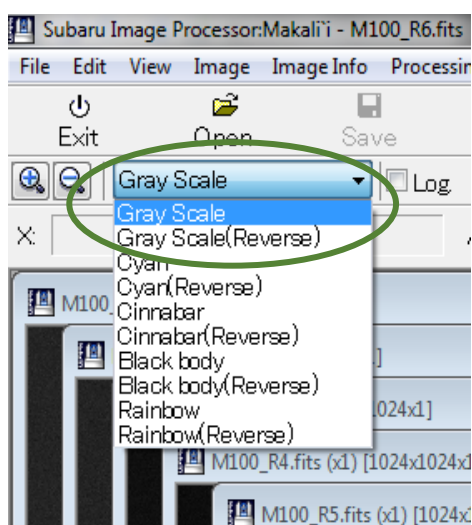 Subaru Image Processor:Makali`i - M100_R6.fits
File Edit View Image Image Info Processin
Exit Open Save
Gray Scale Log
Gray Scale
X: Gray Scale(Reverse)
Cyan
Cyan(Reverse)
M100_
Cinnabar
Cinnabar(Reverse)
Black body
Black body(Reverse)
Rainbow 1024x1]
Rainbow(Reverse)
M100_R4.fits (x1) [1024x1024x1
M100_R5.fits (x1) [1024x